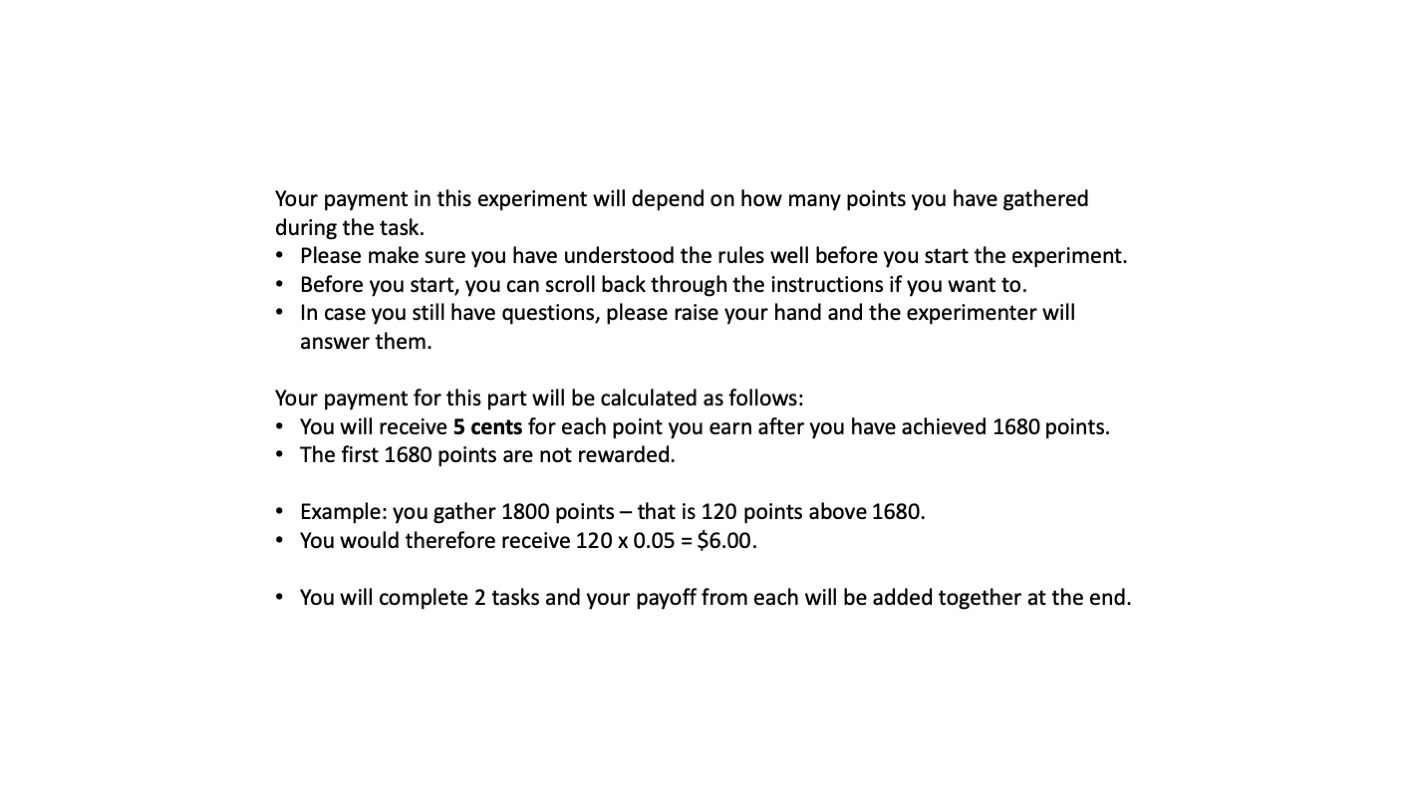 Your payment in this experiment will depend on how many points you have gathered
during the task.
• Please make sure you have understood the rules well before you start the experiment.
• Before you start, you can scroll back through the instructions if you want to.
• In case you still have questions, please raise your hand and the experimenter will
answer them.
Your payment for this part will be calculated as follows:
• You will receive 5 cents for each point you earn after you have achieved 1680 points.
• The first 1680 points are not rewarded.
• Example: you gather 1800 points – that is 120 points above 1680.
• You would therefore receive 120 x 0.05 = $6.00.
• You will complete 2 tasks and your payoff from each will be added together at the end.